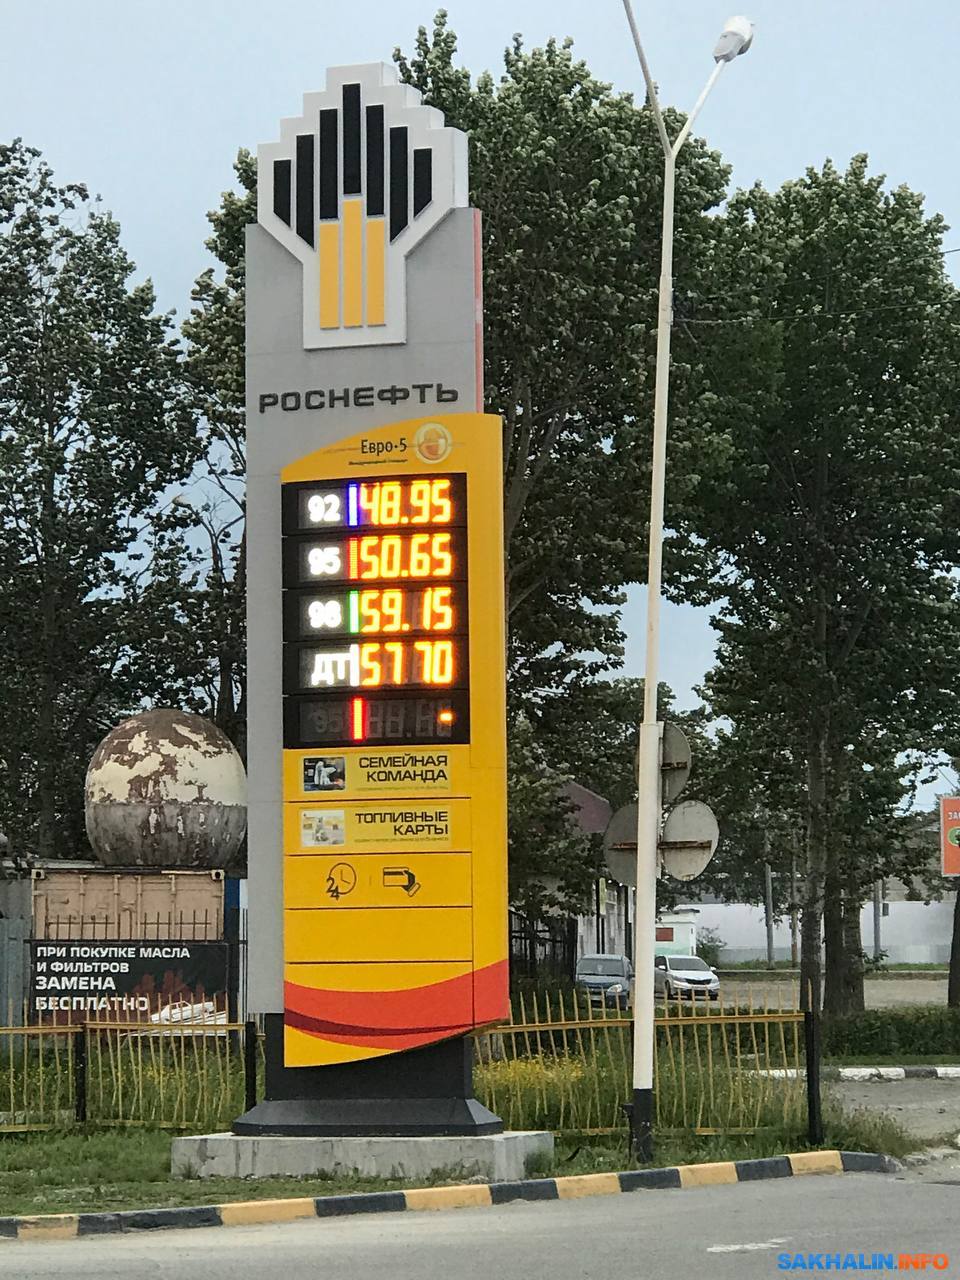 РОСНЕФТЬ
Евро-5
92 48.95
95 50.65
98 59.15
ДТ 57 70
95 -
СЕМЕЙНАЯ
КОМАНДА
ТОПЛИВНЫЕ
КАРТЫ
24
ПРИ ПОКУПКЕ МАСЛА
И ФИЛЬТРОВ
ЗАМЕНА
БЕСПЛАТНО
SAKHALIN.INFO